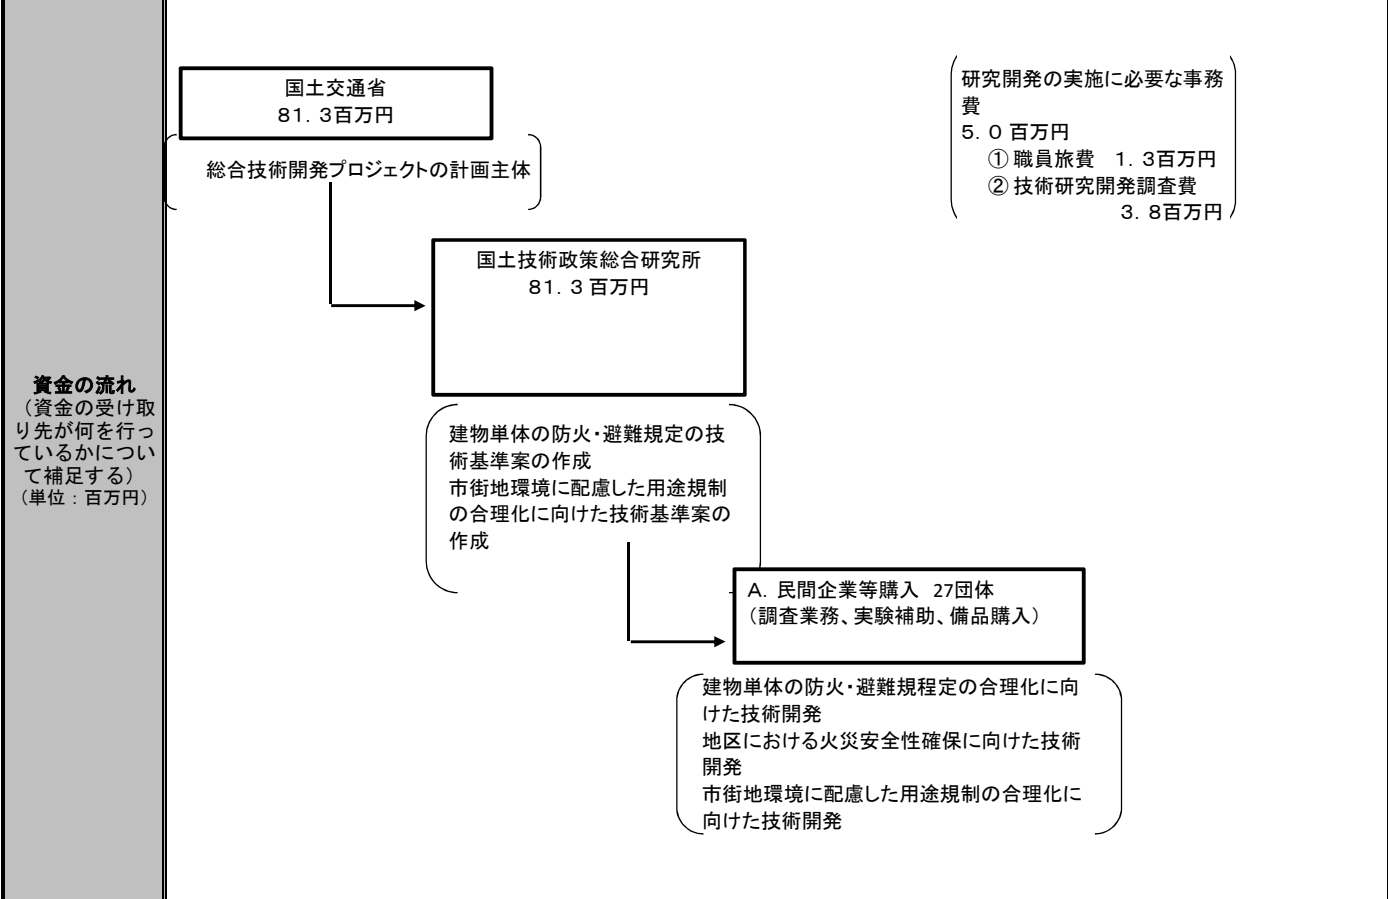 資金の流れ
（資金の受け取
り先が何を行っ
ているかについ
て補足する）
（単位：百万円）
国土交通省
８１．３百万円
総合技術開発プロジェクトの計画主体
研究開発の実施に必要な事務
費
５．０百万円
①職員旅費　１．３百万円
②技術研究開発調査費
３．８百万円
国土技術政策総合研究所
８１．３百万円
建物単体の防火・避難規定の技
術基準案の作成
市街地環境に配慮した用途規制
の合理化に向けた技術基準案の
作成
Ａ．民間企業等購入　27団体
（調査業務、実験補助、備品購入）
建物単体の防火・避難規程定の合理化に向
けた技術開発
地区における火災安全性確保に向けた技術
開発
市街地環境に配慮した用途規制の合理化に
向けた技術開発